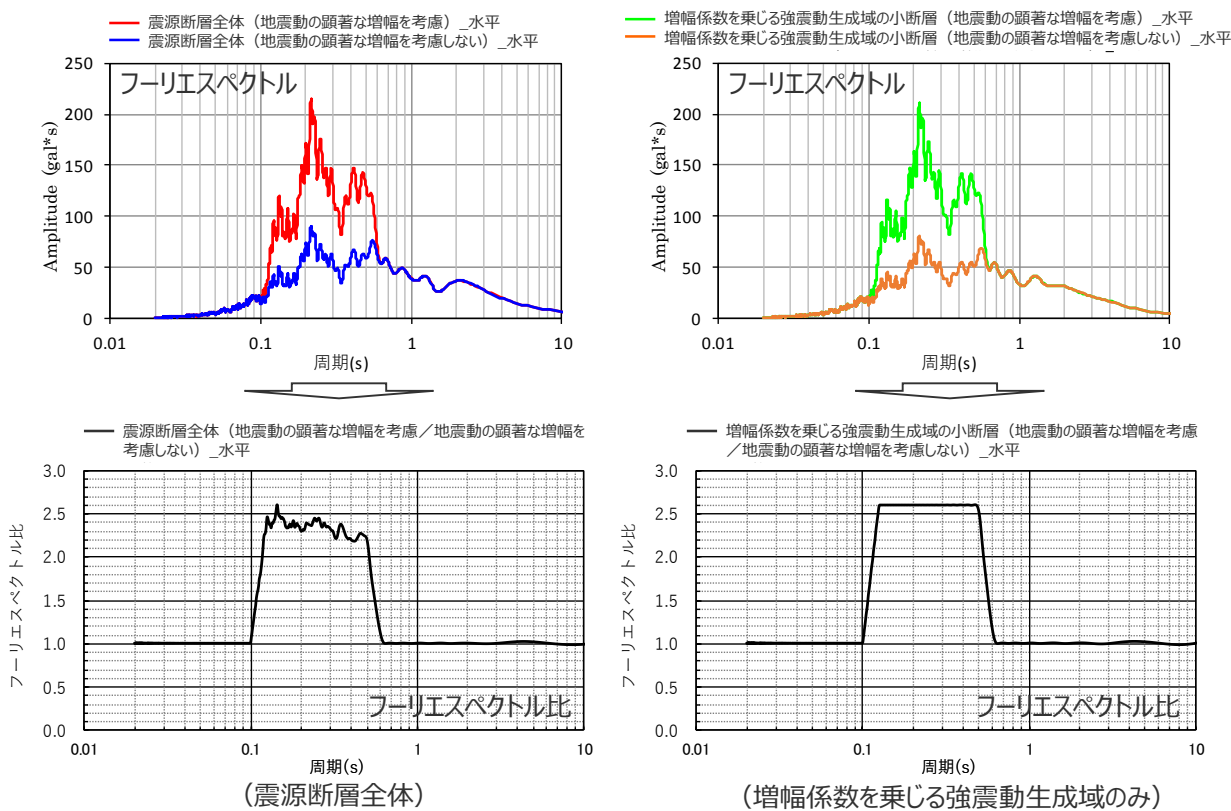 震源断層全体（地震動の顕著な増幅を考慮）_水平
震源断層全体（地震動の顕著な増幅を考慮しない）_水平
フーリエスペクトル
Amplitude (gal*s)
250
200
150
100
50
0
0.01
0.1
1
10
周期(s)
増幅係数を乗じる強震動生成域の小断層（地震動の顕著な増幅を考慮）_水平
増幅係数を乗じる強震動生成域の小断層（地震動の顕著な増幅を考慮しない）_水平
フーリエスペクトル
Amplitude (gal*s)
250
200
150
100
50
0
0.01
0.1
1
10
周期(s)
震源断層全体（地震動の顕著な増幅を考慮／地震動の顕著な増幅を
考慮しない）_水平
フーリエスペクトル比
3.0
2.5
2.0
1.5
1.0
0.5
0.0
フーリエスペクトル比
0.01
0.1
1
10
周期(s)
（震源断層全体）
増幅係数を乗じる強震動生成域の小断層（地震動の顕著な増幅を考慮
／地震動の顕著な増幅を考慮しない）_水平
フーリエスペクトル比
3.0
2.5
2.0
1.5
1.0
0.5
0.0
フーリエスペクトル比
0.01
0.1
1
10
周期(s)
（増幅係数を乗じる強震動生成域のみ）